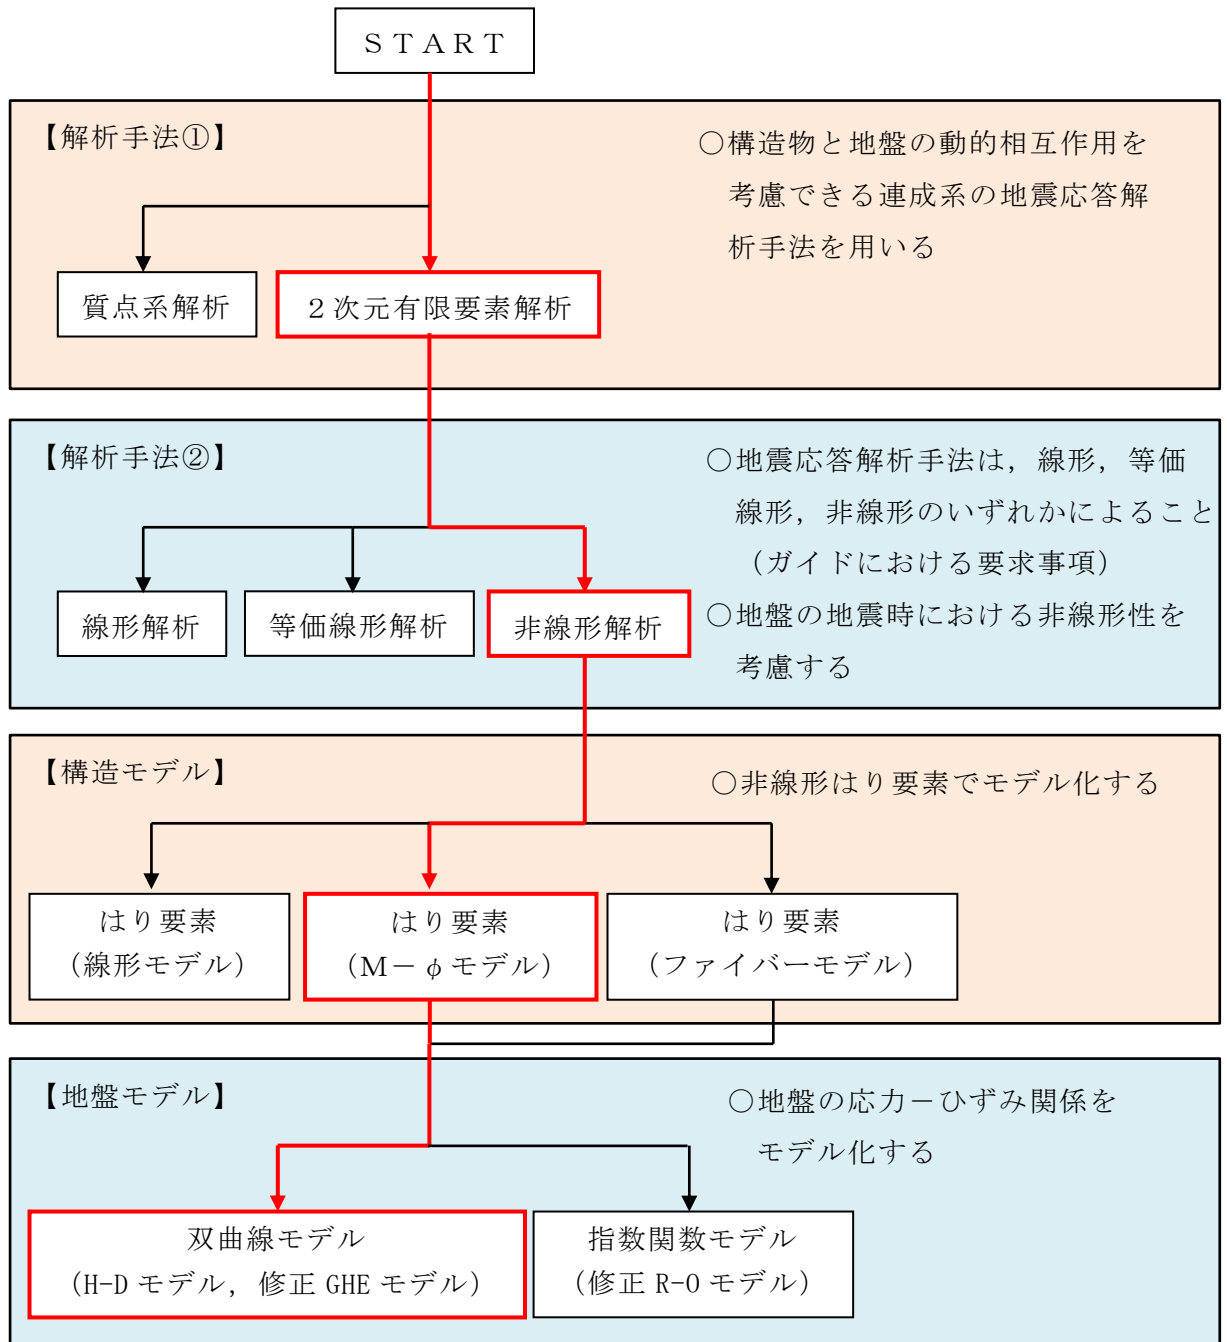 ＳＴＡＲＴ
【解析手法①】
○構造物と地盤の動的相互作用を
考慮できる連成系の地震応答解
析手法を用いる
質点系解析
２次元有限要素解析
【解析手法②】
○地震応答解析手法は，線形，等価
線形，非線形のいずれかによること
（ガイドにおける要求事項）
○地盤の地震時における非線形性を
考慮する
線形解析
等価線形解析
非線形解析
【構造モデル】
○非線形はり要素でモデル化する
はり要素
（線形モデル）
はり要素
（Ｍ－φモデル）
はり要素
（ファイバーモデル）
【地盤モデル】
○地盤の応力－ひずみ関係を
モデル化する
双曲線モデル
（H-D モデル，修正 GHE モデル）
指数関数モデル
（修正 R-O モデル）